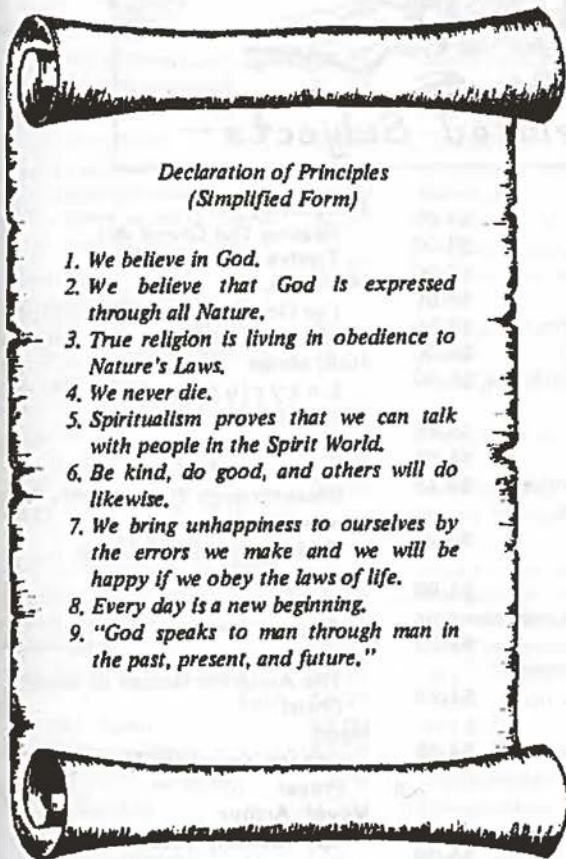 Declaration of Principles
(Simplified Form)
1. We believe in God.
2. We believe that God is expressed
through all Nature.
3. True religion is living in obedience to
Nature's Laws.
4. We never die.
5. Spiritualism proves that we can talk
with people in the Spirit World.
6. Be kind, do good, and others will do
likewise.
7. We bring unhappiness to ourselves by
the errors we make and we will be
happy if we obey the laws of life.
8. Every day is a new beginning.
9. "God speaks to man through man in
the past, present, and future."